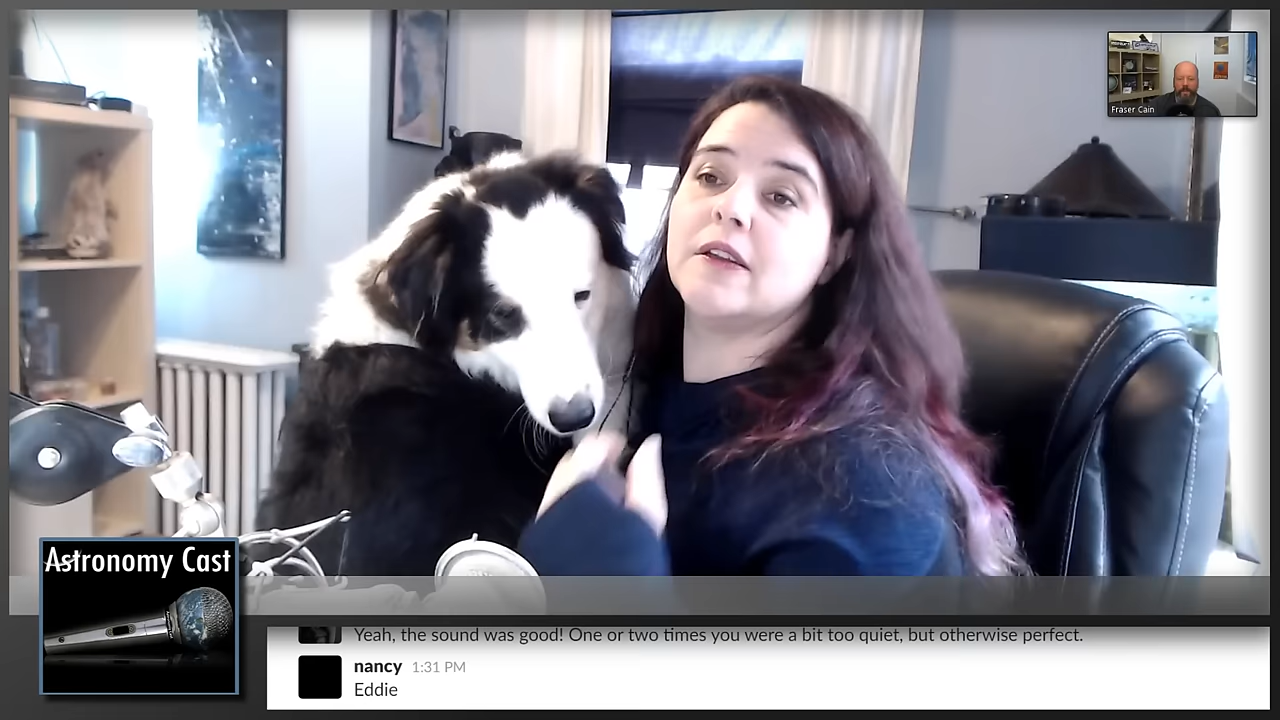 Fraser Cain
Astronomy Cast
Yeah, the sound was good! One or two times you were a bit too quiet, but otherwise perfect.
nancy 1:31 PM
Eddie